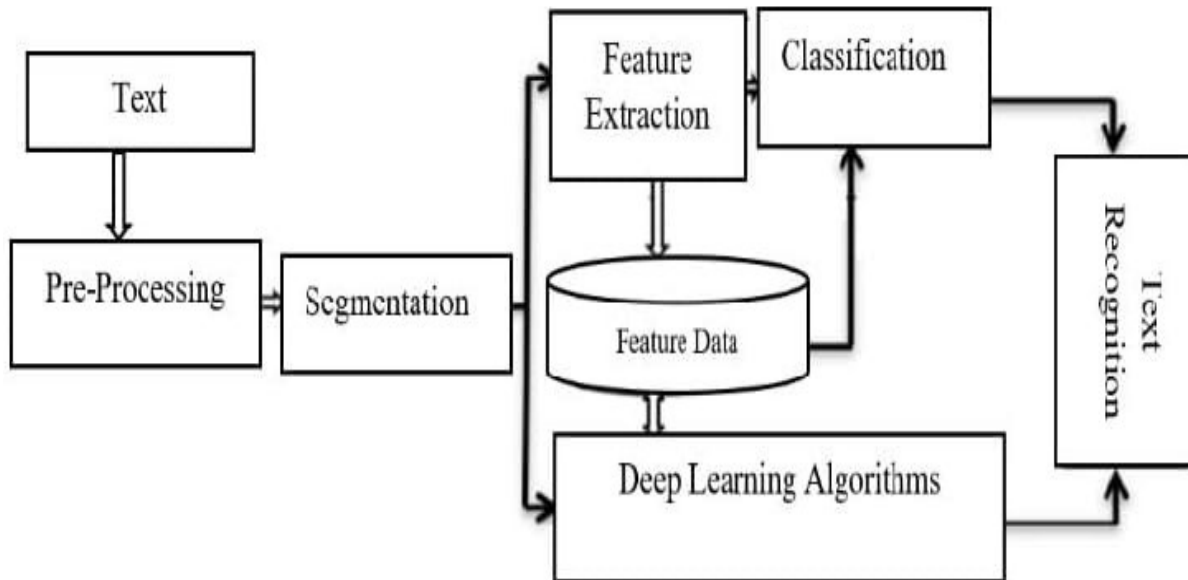 Text
Pre-Processing
Segmentation
Feature
Extraction
Classification
Feature Data
Deep Learning Algorithms
Text
Recognition